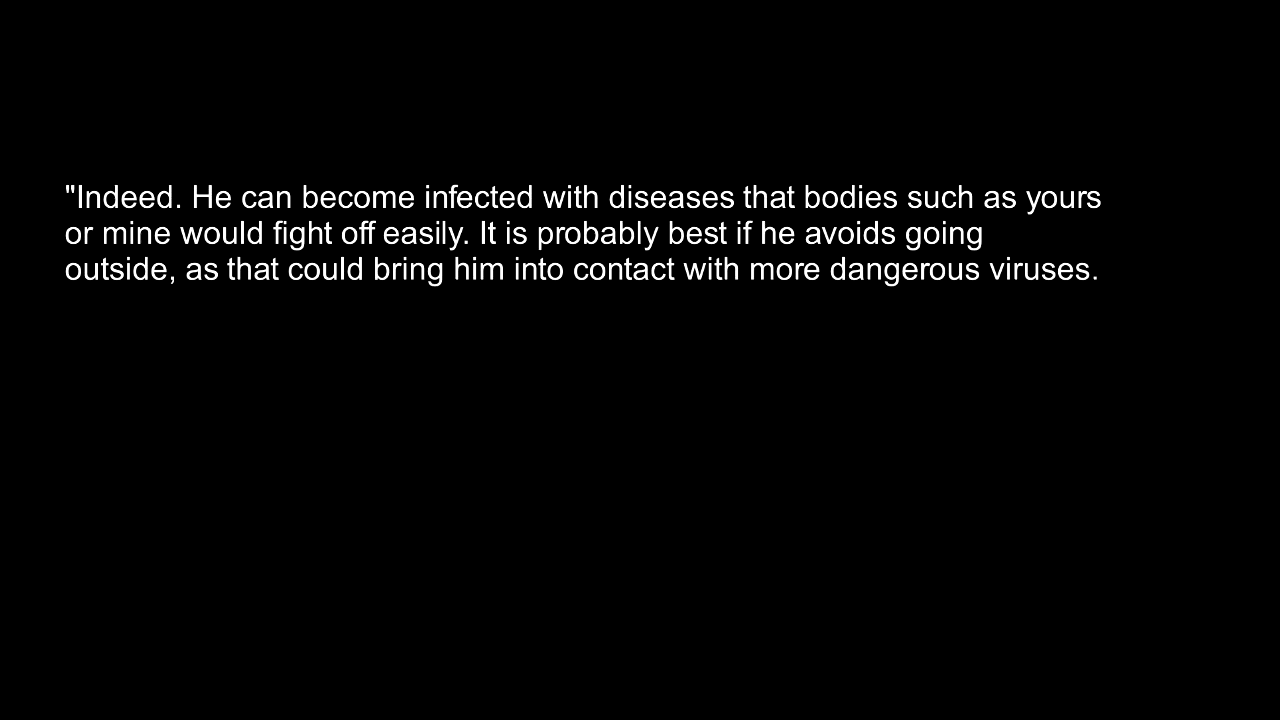 "Indeed. He can become infected with diseases that bodies such as yours
or mine would fight off easily. It is probably best if he avoids going
outside, as that could bring him into contact with more dangerous viruses.